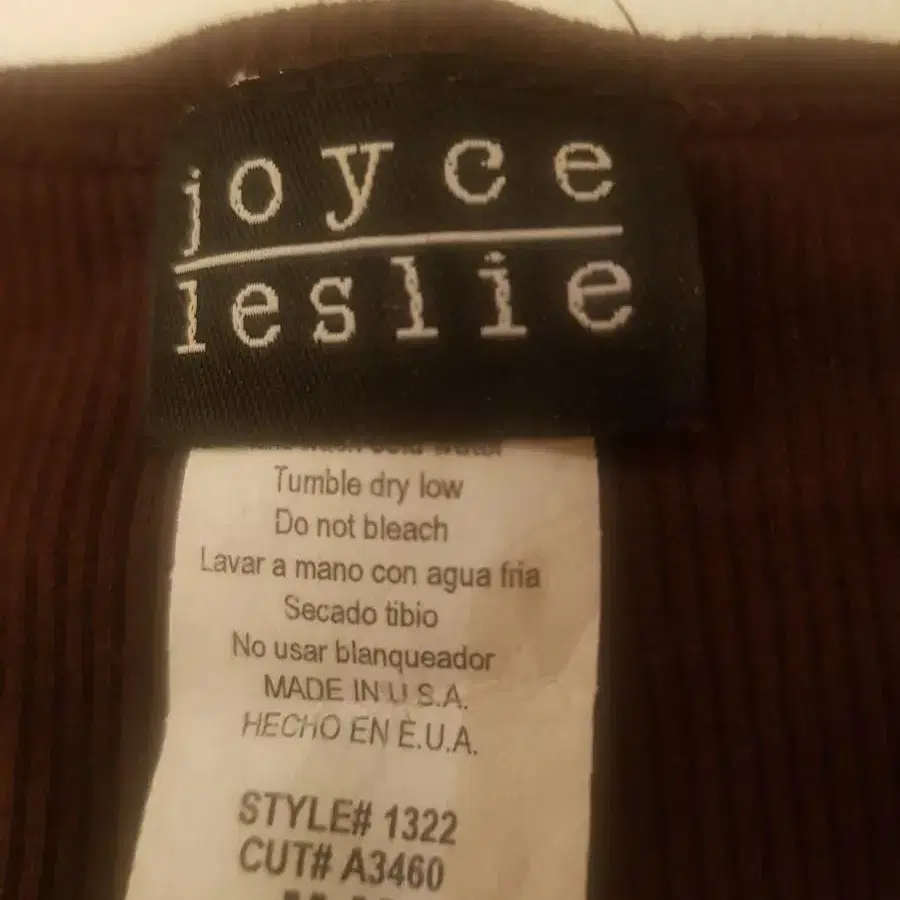 joyce
leslie
Tumble dry low
Do not bleach
Lavar a mano con agua fria
Secado tibio
No usar blanqueador
MADE IN U.S.A.
HECHO EN E.U.A.
STYLE# 1322
CUT# A3460